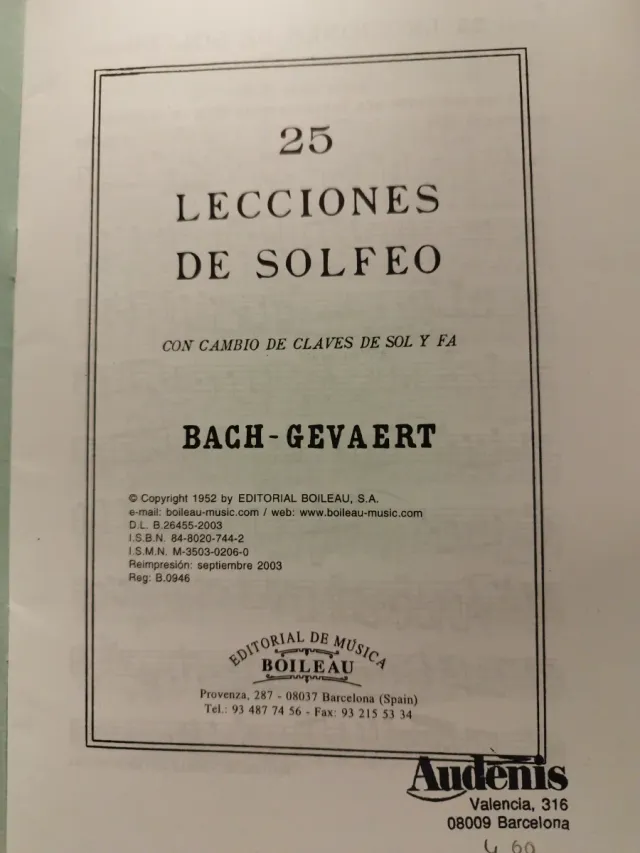 25
LECCIONES
DE SOLFEO
CON CAMBIO DE CLAVES DE SOL Y FA
BACH-GEVAERT
© Copyright 1952 by EDITORIAL BOILEAU, S.A.
e-mail: boileau-music.com / web: www.boileau-music.com
D.L. B.26455-2003
I.S.B.N. 84-8020-744-2
I.S.M.N. M-3503-0206-0
Reimpresión: septiembre 2003
Reg: B.0946
EDITORIAL DE MÚSICA
BOILEAU
Provenza, 287 - 08037 Barcelona (Spain)
Tel.: 93 487 74 56 - Fax: 93 215 53 34
Audenis
Valencia, 316
08009 Barcelona
4 60